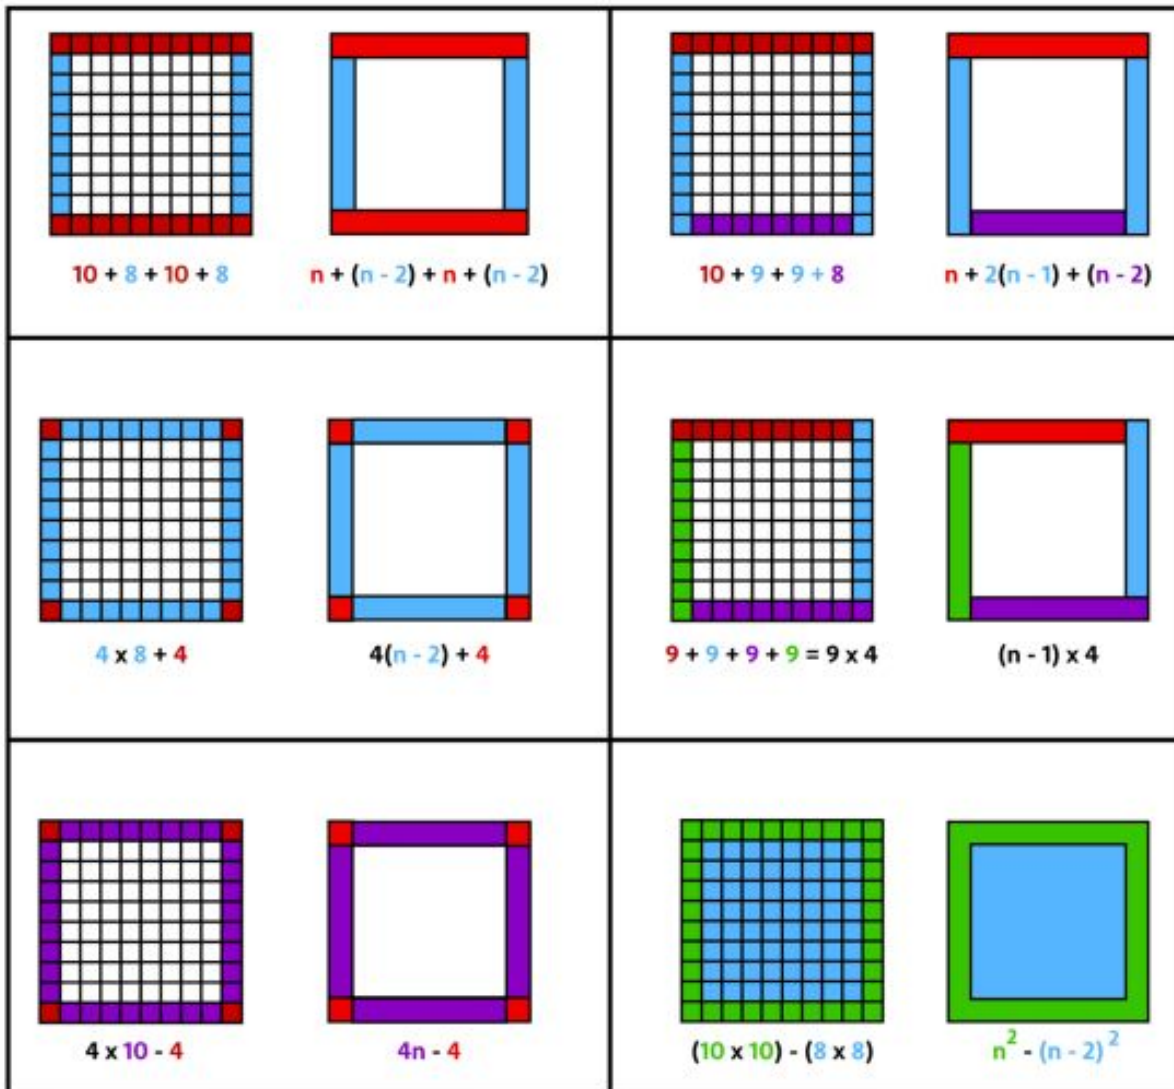 10 + 8 + 10 + 8
n + (n - 2) + n + (n - 2)
10 + 9 + 9 + 8
n + 2(n - 1) + (n - 2)
4 x 8 + 4
4(n - 2) + 4
9 + 9 + 9 + 9 = 9 x 4
(n - 1) x 4
4 x 10 - 4
4n - 4
(10 x 10) - (8 x 8)
n² - (n - 2)²